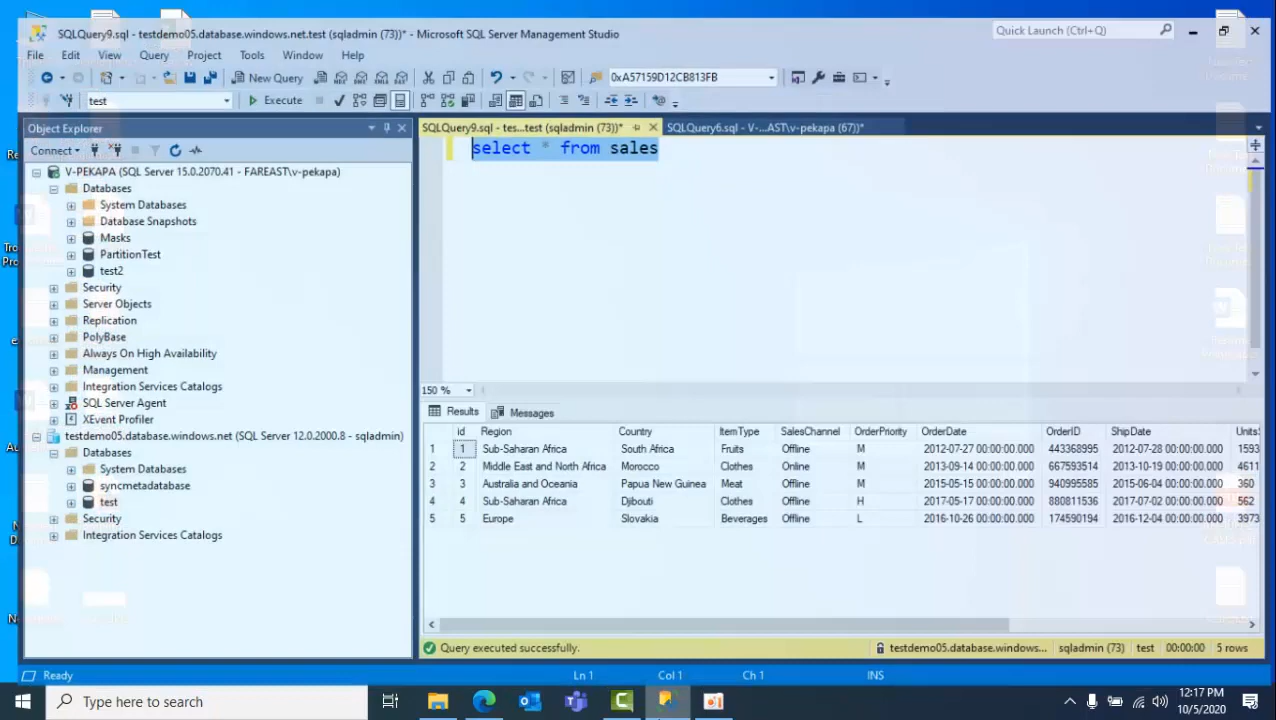 SQLQuery9.sql - testdemo05.database.windows.net.test (sqladmin (73))* - Microsoft SQL Server Management Studio
Quick Launch (Ctrl+Q)
File Edit View Query Project Tools Window Help
New Query
0xA57159D12CB813FB
test
Execute
Object Explorer
SQLQuery9.sql - tes...test (sqladmin (73))*
SQLQuery6.sql - V-...AST\v-pekapa (67))*
Connect
select * from sales
V-PEKAPA (SQL Server 15.0.2070.41 - FAREAST\v-pekapa)
Databases
System Databases
Database Snapshots
Masks
PartitionTest
test2
Security
Server Objects
Replication
PolyBase
Always On High Availability
Management
Integration Services Catalogs
SQL Server Agent
XEvent Profiler
testdemo05.database.windows.net (SQL Server 12.0.2000.8 - sqladmin)
Databases
System Databases
syncmetadatabase
test
Security
Integration Services Catalogs
150 %
Results Messages
id Region Country ItemType SalesChannel OrderPriority OrderDate OrderID ShipDate Units
1 1 Sub-Saharan Africa South Africa Fruits Offline M 2012-07-27 00:00:00.000 443368995 2012-07-28 00:00:00.000 1593
2 2 Middle East and North Africa Morocco Clothes Online M 2013-09-14 00:00:00.000 667593514 2013-10-19 00:00:00.000 4611
3 3 Australia and Oceania Papua New Guinea Meat Offline M 2015-05-15 00:00:00.000 940995585 2015-06-04 00:00:00.000 360
4 4 Sub-Saharan Africa Djibouti Clothes Offline H 2017-05-17 00:00:00.000 880811536 2017-07-02 00:00:00.000 562
5 5 Europe Slovakia Beverages Offline L 2016-10-26 00:00:00.000 174590194 2016-12-04 00:00:00.000 3973
Query executed successfully.
testdemo05.database.windows... sqladmin (73) test 00:00:00 5 rows
Ready
Ln 1 Col 1 Ch 1 INS
Type here to search
12:17 PM
10/5/2020